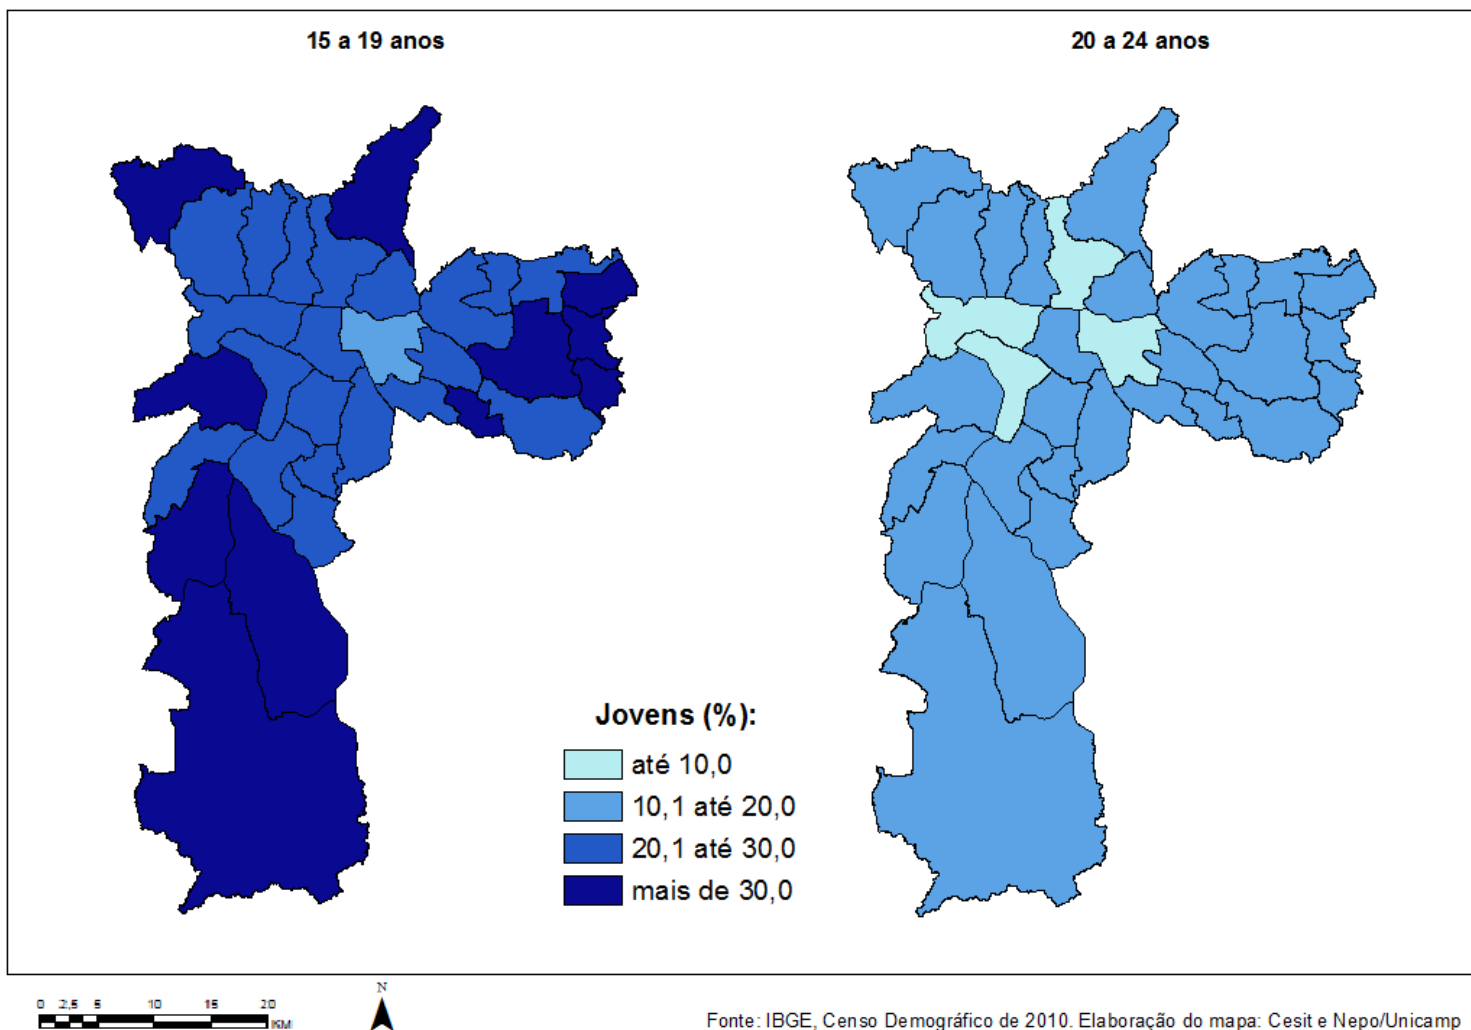 15 a 19 anos
20 a 24 anos
Jovens (%):
até 10,0
10,1 até 20,0
20,1 até 30,0
mais de 30,0
0 2,5 5 10 15 20
KM
N
Fonte: IBGE, Censo Demográfico de 2010. Elaboração do mapa: Cesit e Nepo/Unicamp